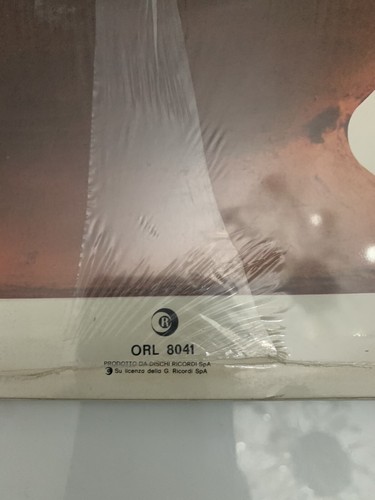 R
ORL 8041
PRODOTTO DA DISCHI RICORDI SpA
Su licenza della G. Ricordi SpA